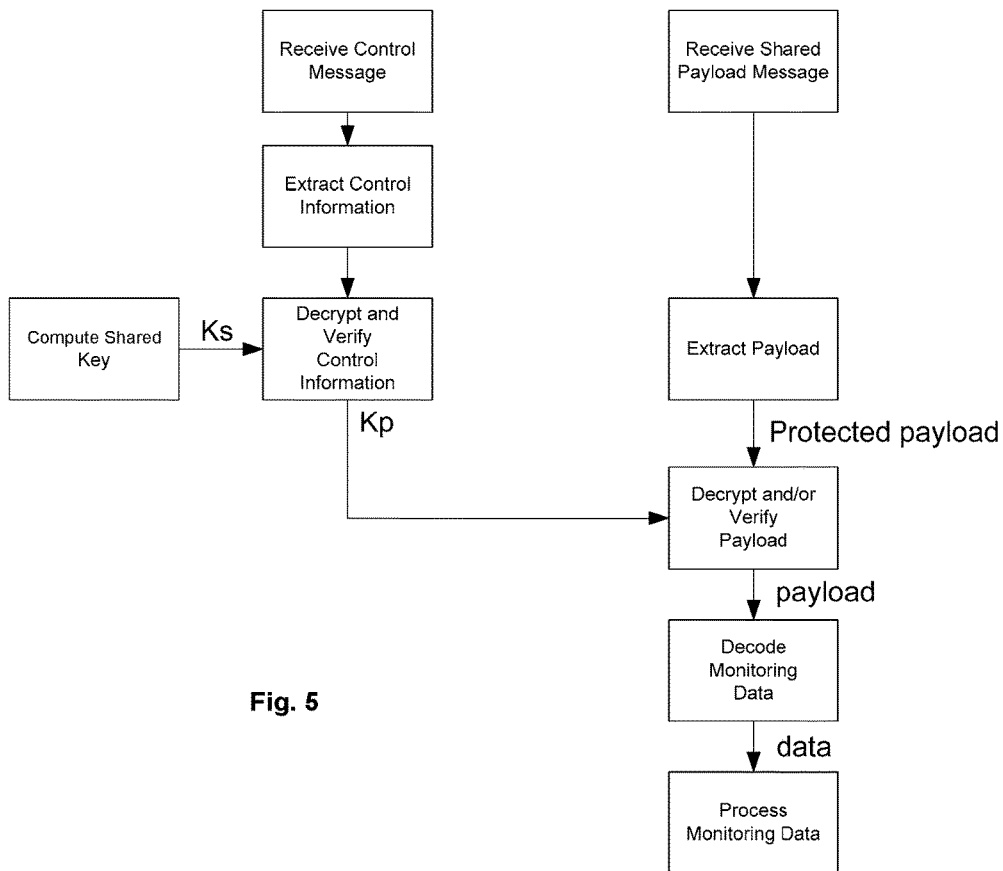 Receive Control
Message
Receive Shared
Payload Message
Extract Control
Information
Compute Shared
Key
Ks
Decrypt and
Verify
Control
Information
Extract Payload
Kp
Protected payload
Decrypt and/or
Verify
Payload
payload
Decode
Monitoring
Data
Fig. 5
data
Process
Monitoring Data